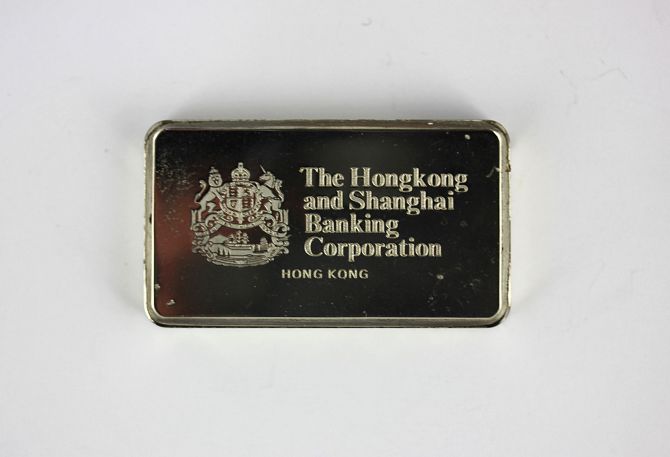 The Hongkong
and Shanghai
Banking
Corporation
HONG KONG